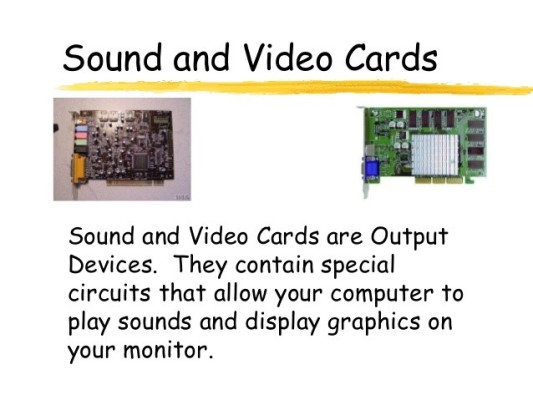 Sound and Video Cards
Sound and Video Cards are Output
Devices.  They contain special
circuits that allow your computer to
play sounds and display graphics on
your monitor.